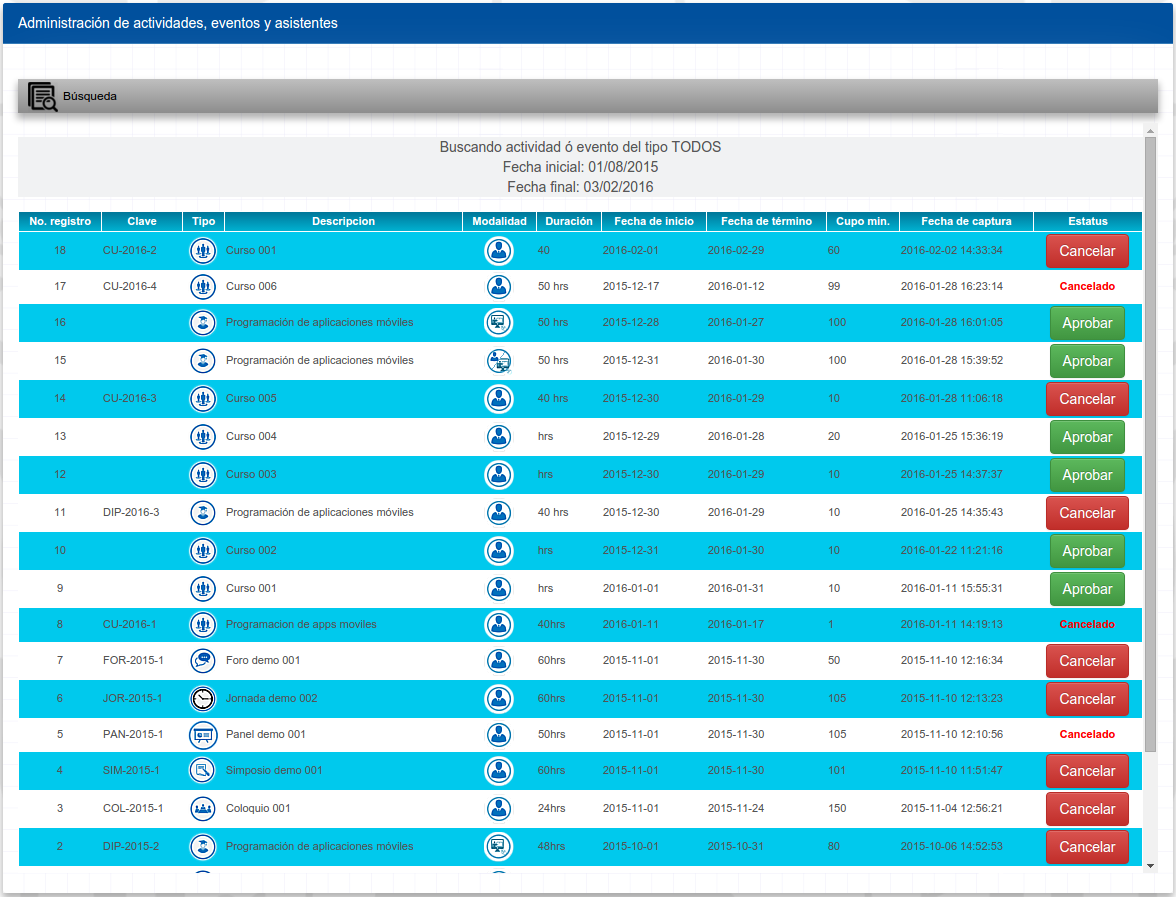 Administración de actividades, eventos y asistentes
Búsqueda
Buscando actividad ó evento del tipo TODOS
Fecha inicial: 01/08/2015
Fecha final: 03/02/2016
No. registro Clave Tipo Descripcion Modalidad Duración Fecha de inicio Fecha de término Cupo min. Fecha de captura Estatus
18 CU-2016-2 Curso 001 40 2016-02-01 2016-02-29 60 2016-02-02 14:33:34 Cancelar
17 CU-2016-4 Curso 006 50 hrs 2015-12-17 2016-01-12 99 2016-01-28 16:23:14 Cancelado
16 Programación de aplicaciones móviles 50 hrs 2015-12-28 2016-01-27 100 2016-01-28 16:01:05 Aprobar
15 Programación de aplicaciones móviles 50 hrs 2015-12-31 2016-01-30 100 2016-01-28 15:39:52 Aprobar
14 CU-2016-3 Curso 005 40 hrs 2015-12-30 2016-01-29 10 2016-01-28 11:06:18 Cancelar
13 Curso 004 hrs 2015-12-29 2016-01-28 20 2016-01-25 15:36:19 Aprobar
12 Curso 003 hrs 2015-12-30 2016-01-29 10 2016-01-25 14:37:37 Aprobar
11 DIP-2016-3 Programación de aplicaciones móviles 40 hrs 2015-12-30 2016-01-29 10 2016-01-25 14:35:43 Cancelar
10 Curso 002 hrs 2015-12-31 2016-01-30 10 2016-01-22 11:21:16 Aprobar
9 Curso 001 hrs 2016-01-01 2016-01-31 10 2016-01-11 15:55:31 Aprobar
8 CU-2016-1 Programacion de apps moviles 40hrs 2016-01-11 2016-01-17 1 2016-01-11 14:19:13 Cancelado
7 FOR-2015-1 Foro demo 001 60hrs 2015-11-01 2015-11-30 50 2015-11-10 12:16:34 Cancelar
6 JOR-2015-1 Jornada demo 002 60hrs 2015-11-01 2015-11-30 105 2015-11-10 12:13:23 Cancelar
5 PAN-2015-1 Panel demo 001 50hrs 2015-11-01 2015-11-30 105 2015-11-10 12:10:56 Cancelado
4 SIM-2015-1 Simposio demo 001 60hrs 2015-11-01 2015-11-30 101 2015-11-10 11:51:47 Cancelar
3 COL-2015-1 Coloquio 001 24hrs 2015-11-01 2015-11-24 150 2015-11-04 12:56:21 Cancelar
2 DIP-2015-2 Programación de aplicaciones móviles 48hrs 2015-10-01 2015-10-31 80 2015-10-06 14:52:53 Cancelar